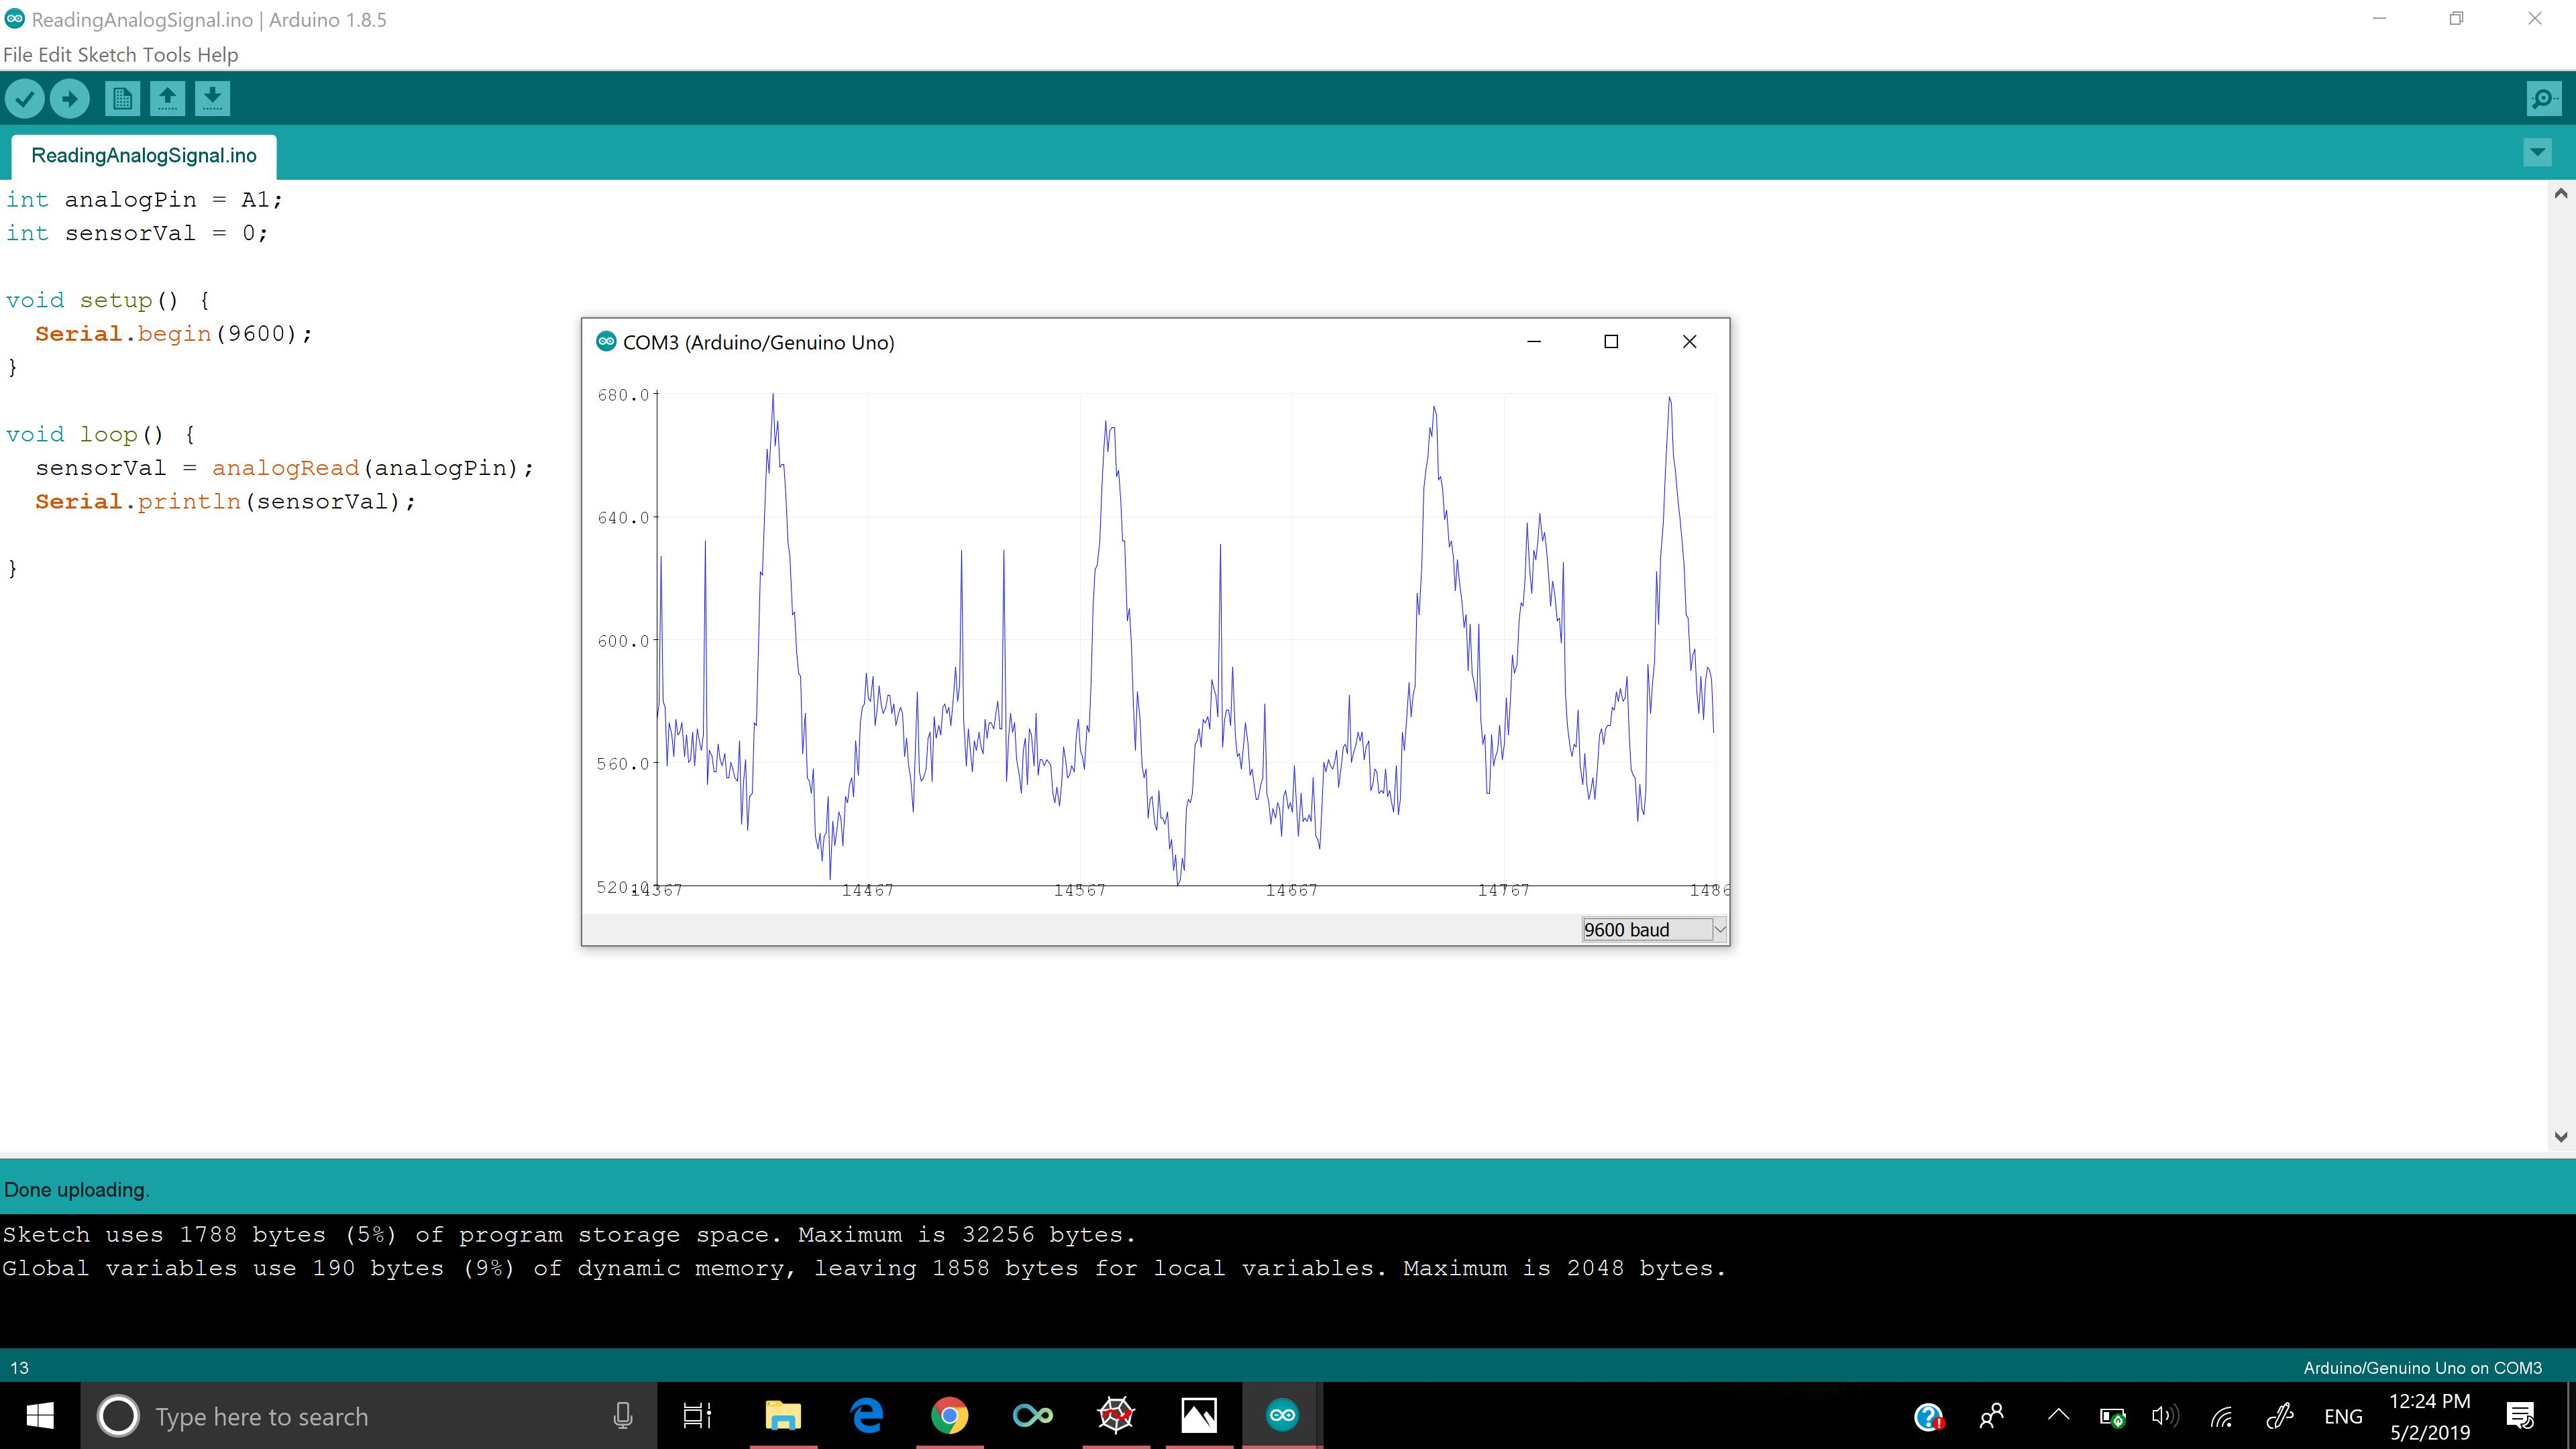 ReadingAnalogSignal.ino | Arduino 1.8.5
File Edit Sketch Tools Help
ReadingAnalogSignal.ino
int analogPin = A1;
int sensorVal = 0;
void setup() {
Serial.begin(9600);
}
void loop() {
sensorVal = analogRead(analogPin);
Serial.println(sensorVal);
}
COM3 (Arduino/Genuino Uno)
680.0
640.0
600.0
560.0
520.0
14367 14467 14567 14667 14767 1486
9600 baud
Done uploading.
Sketch uses 1788 bytes (5%) of program storage space. Maximum is 32256 bytes.
Global variables use 190 bytes (9%) of dynamic memory, leaving 1858 bytes for local variables. Maximum is 2048 bytes.
13
Arduino/Genuino Uno on COM3
Type here to search
ENG
12:24 PM
5/2/2019